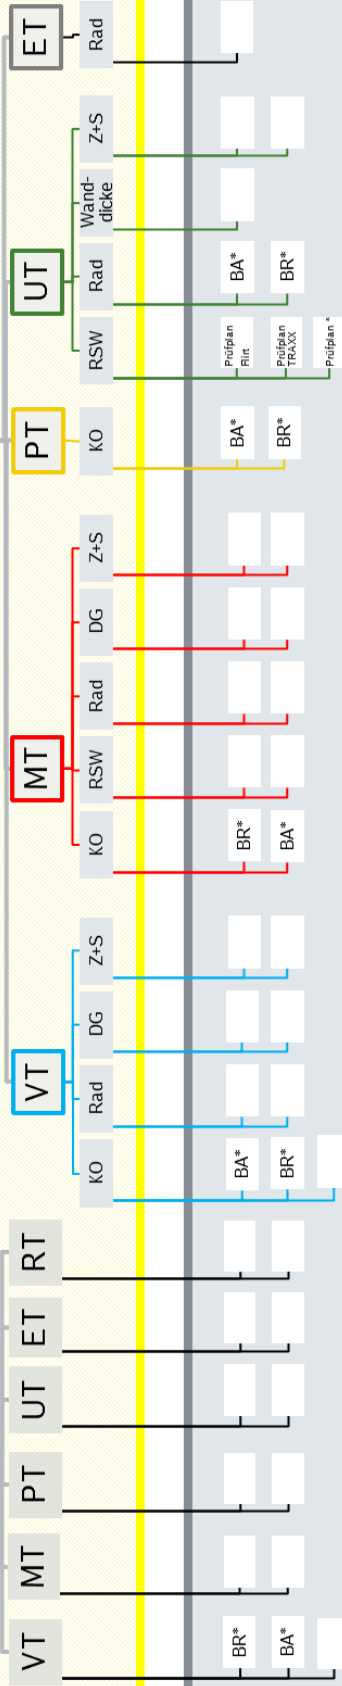 VT
MT
PT
UT
ET
RT
VT
MT
PT
UT
ET
KO
Rad
DG
Z+S
KO
RSW
Rad
DG
Z+S
KO
RSW
Rad
Wand-
dicke
Z+S
Rad
BR*
BA*
BR*
BA*
Prüfplan
Flirt
BA*
BA*
BR*
BA*
BR*
Prüfplan
TRAXX
BR*
Prüfplan *